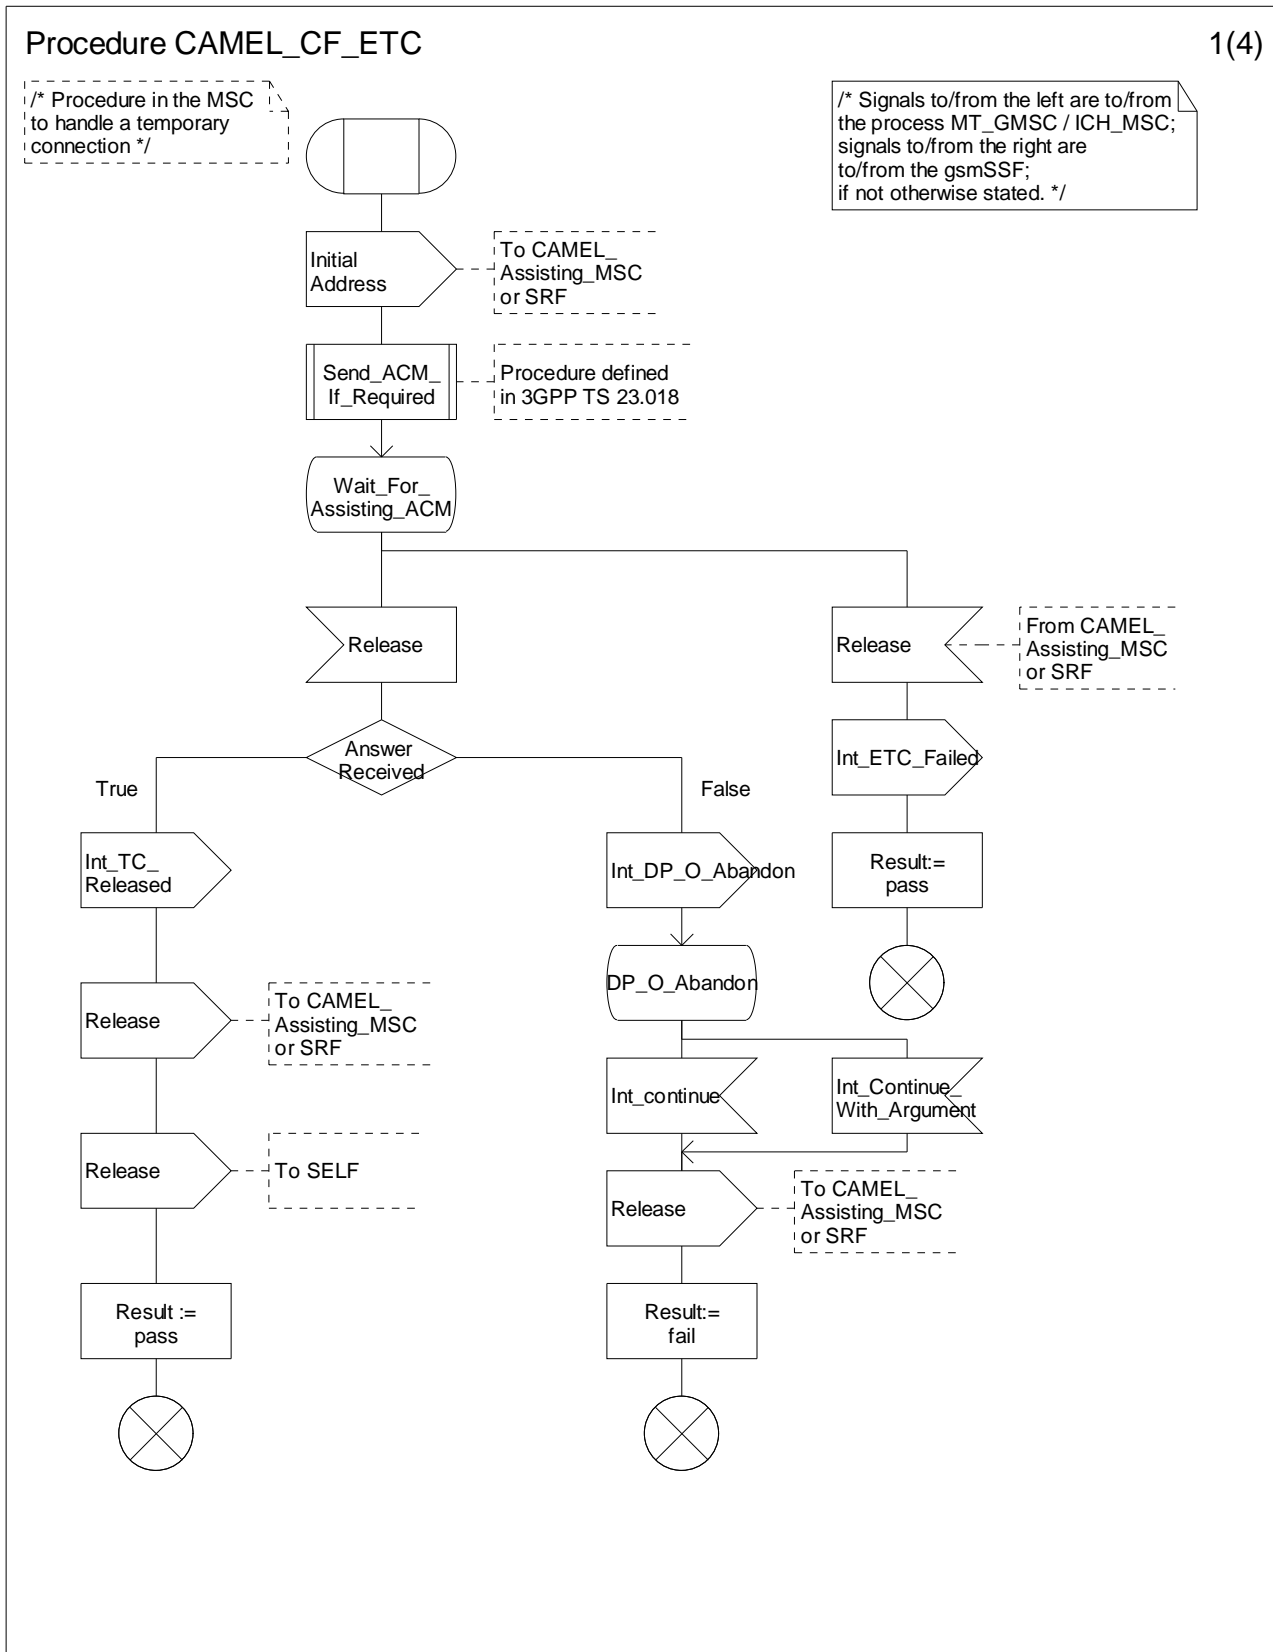 Procedure CAMEL_CF_ETC
1(4)
/* Procedure in the MSC
to handle a temporary
connection */
/* Signals to/from the left are to/from
the process MT_GMSC / ICH_MSC;
signals to/from the right are
to/from the gsmSSF;
if not otherwise stated. */
Initial
Address
To CAMEL_
Assisting_MSC
or SRF
Send_ACM_
If_Required
Procedure defined
in 3GPP TS 23.018
Wait_For_
Assisting_ACM
Release
Release
From CAMEL_
Assisting_MSC
or SRF
Answer
Received
Int_ETC_Failed
True
False
Int_TC_
Released
Int_DP_O_Abandon
Result:=
pass
DP_O_Abandon
Release
To CAMEL_
Assisting_MSC
or SRF
Int_continue
Int_Continue_
With_Argument
Release
To SELF
Release
To CAMEL_
Assisting_MSC
or SRF
Result :=
pass
Result:=
fail